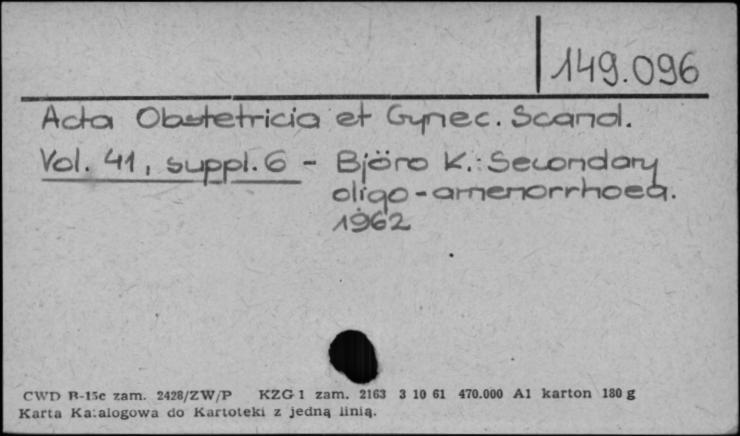 149.096
Acta Obstetricia et Gynec. Scand.
Vol. 41, suppl. 6 - Björo K.: Secondary
oligo-amenorrhoea.
1962
CWD B-15c zam. 2428/ZW/P KZG 1 zam. 2163 3 10 61 470.000 A1 karton 180 g
Karta Katalogowa do Kartoteki z jedną linią.